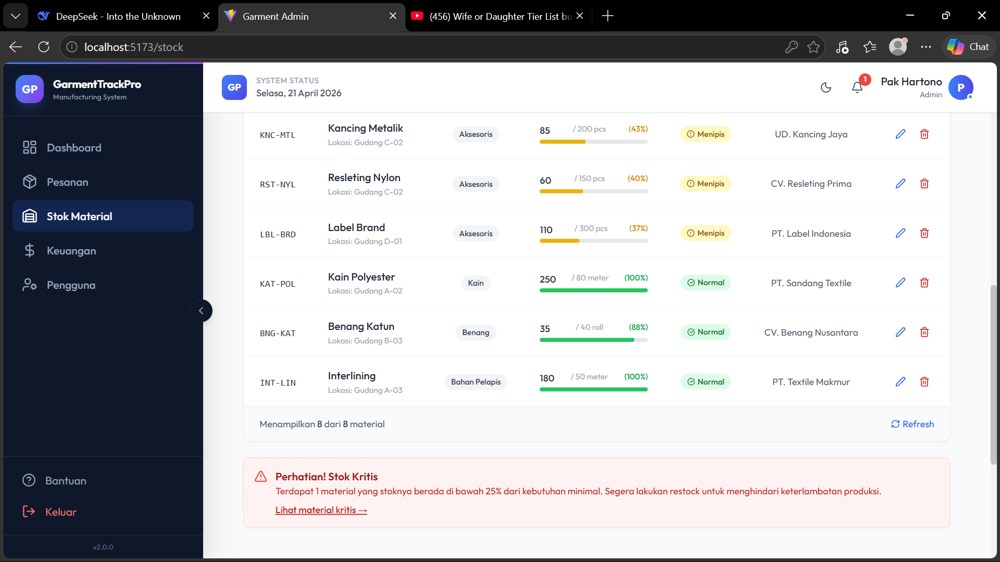 DeepSeek - Into the Unknown
Garment Admin
(456) Wife or Daughter Tier List bu
localhost:5173/stock
Chat
GP
GarmentTrackPro
Manufacturing System
Dashboard
Pesanan
Stok Material
Keuangan
Pengguna
Bantuan
Keluar
v2.0.0
GP
SYSTEM STATUS
Selasa, 21 April 2026
1
Pak Hartono
Admin
P
KNC-MTL
Kancing Metalik
Lokasi: Gudang C-02
Aksesoris
85 / 200 pcs (43%)
Menipis
UD. Kancing Jaya
RST-NYL
Resleting Nylon
Lokasi: Gudang C-02
Aksesoris
60 / 150 pcs (40%)
Menipis
CV. Resleting Prima
LBL-BRD
Label Brand
Lokasi: Gudang D-01
Aksesoris
110 / 300 pcs (37%)
Menipis
PT. Label Indonesia
KAT-POL
Kain Polyester
Lokasi: Gudang A-02
Kain
250 / 80 meter (100%)
Normal
PT. Sandang Textile
BNG-KAT
Benang Katun
Lokasi: Gudang B-03
Benang
35 / 40 roll (88%)
Normal
CV. Benang Nusantara
INT-LIN
Interlining
Lokasi: Gudang A-03
Bahan Pelapis
180 / 50 meter (100%)
Normal
PT. Textile Makmur
Menampilkan 8 dari 8 material
Refresh
Perhatian! Stok Kritis
Terdapat 1 material yang stoknya berada di bawah 25% dari kebutuhan minimal. Segera lakukan restock untuk menghindari keterlambatan produksi.
Lihat material kritis →